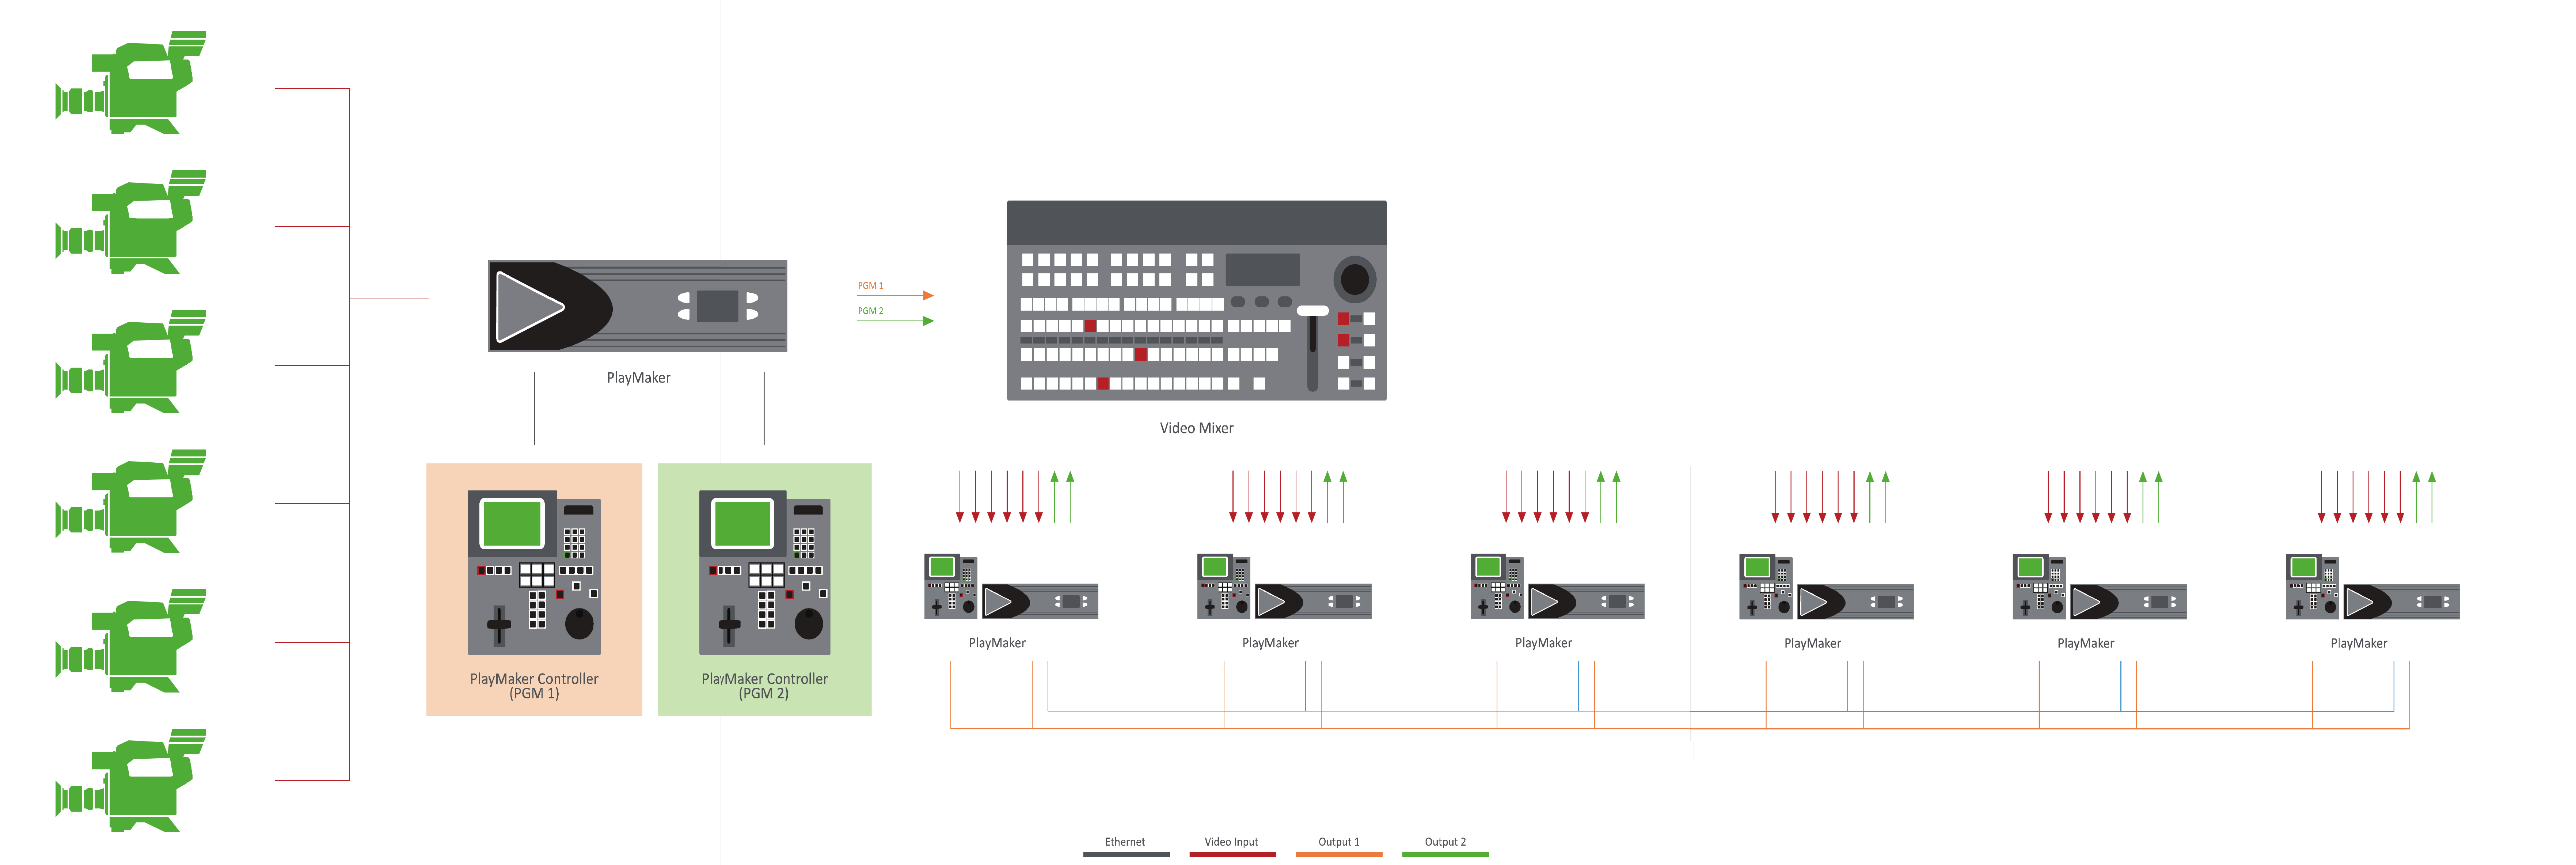 PGM 1
PGM 2
PlayMaker
Video Mixer
PlayMaker Controller
(PGM 1)
PlayMaker Controller
(PGM 2)
PlayMaker
PlayMaker
PlayMaker
PlayMaker
PlayMaker
PlayMaker
Ethernet
Video Input
Output 1
Output 2